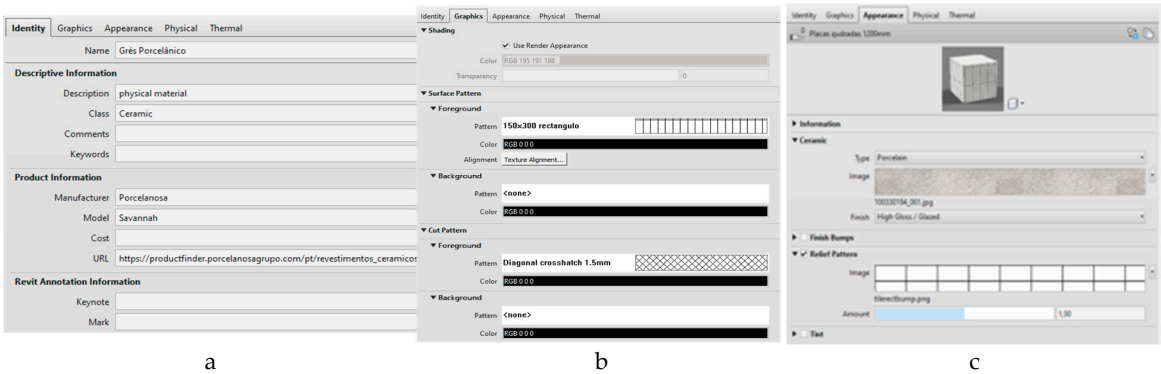 Identity Graphics Appearance Physical Thermal
Name Grés Porcelânico
Descriptive Information
Description physical material
Class Ceramic
Comments
Keywords
Product Information
Manufacturer Porcelanosa
Model Savannah
Cost
URL https://productfinder.porcelanosagrupo.com/pt/revestimentos_ceramicos
Revit Annotation Information
Keynote
Mark
a
Identity Graphics Appearance Physical Thermal
Shading
Use Render Appearance
Color RGB 195 191 188
Transparency 0
Surface Pattern
Foreground
Pattern 150x300 rectangulo
Color RGB 0 0 0
Alignment Texture Alignment...
Background
Pattern <none>
Color RGB 0 0 0
Cut Pattern
Foreground
Pattern Diagonal crosshatch 1.5mm
Color RGB 0 0 0
Background
Pattern <none>
Color RGB 0 0 0
b
Identity Graphics Appearance Physical Thermal
0
Placas qudradas 1200mm
Information
Ceramic
Type Porcelain
Image
100330194_001.jpg
Finish High Gloss / Glazed
Finish Bumps
Relief Pattern
Image
tilerectbump.png
Amount 1,00
Tint
c